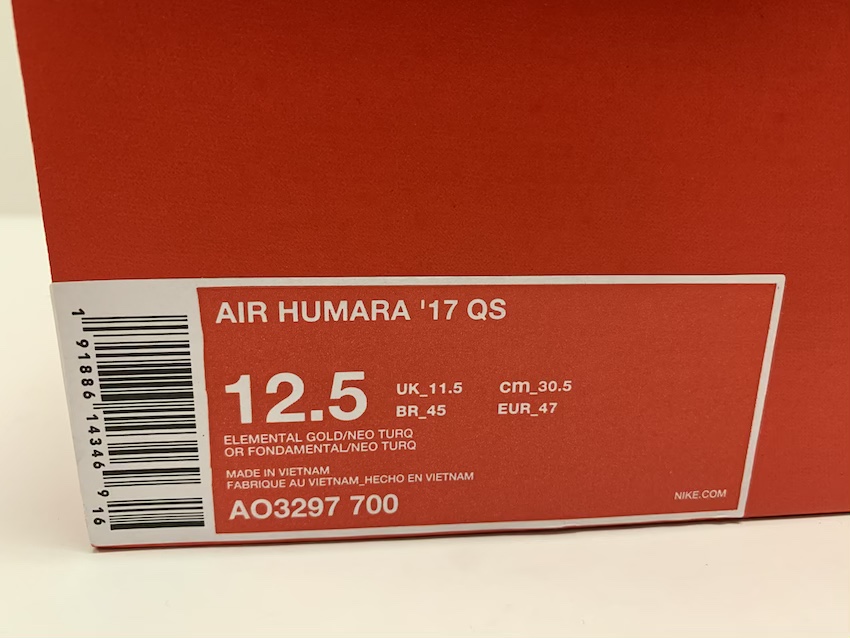 AIR HUMARA '17 QS
12.5 UK_11.5 cm_30.5
BR_45 EUR_47
ELEMENTAL GOLD/NEO TURQ
OR FONDAMENTAL/NEO TURQ
MADE IN VIETNAM
FABRIQUE AU VIETNAM_HECHO EN VIETNAM
AO3297 700
NIKE.COM
1 91886 14346 9 16